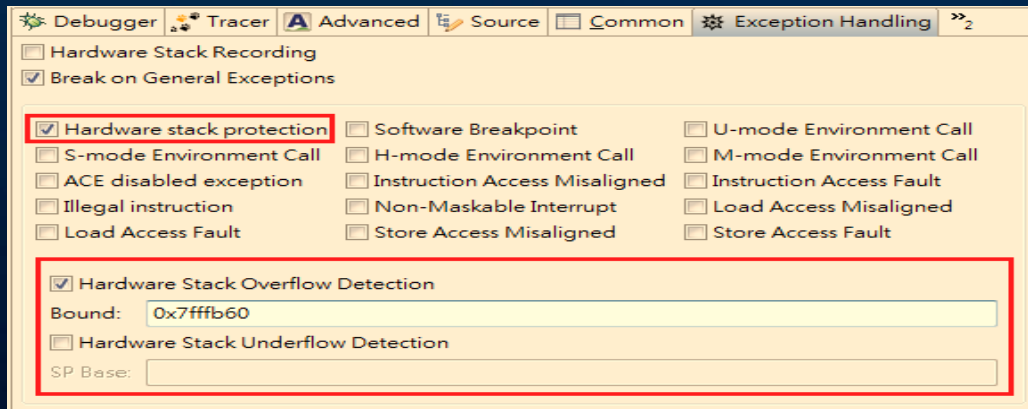 Debugger Tracer Advanced Source Common Exception Handling »2
Hardware Stack Recording
Break on General Exceptions
Hardware stack protection Software Breakpoint U-mode Environment Call
S-mode Environment Call H-mode Environment Call M-mode Environment Call
ACE disabled exception Instruction Access Misaligned Instruction Access Fault
Illegal instruction Non-Maskable Interrupt Load Access Misaligned
Load Access Fault Store Access Misaligned Store Access Fault
Hardware Stack Overflow Detection
Bound: 0x7fffb60
Hardware Stack Underflow Detection
SP Base: